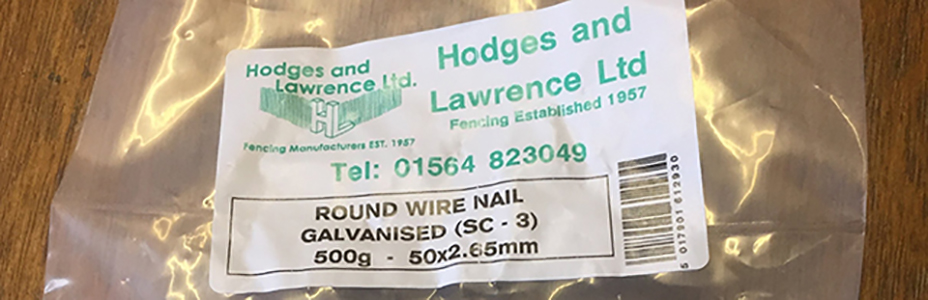 Hodges and
Lawrence Ltd.
HL
Fencing Manufacturers EST. 1957
Hodges and
Lawrence Ltd
Fencing Established 1957
Tel: 01564 823049
ROUND WIRE NAIL
GALVANISED (SC - 3)
500g - 50x2.65mm
5 017901 612930